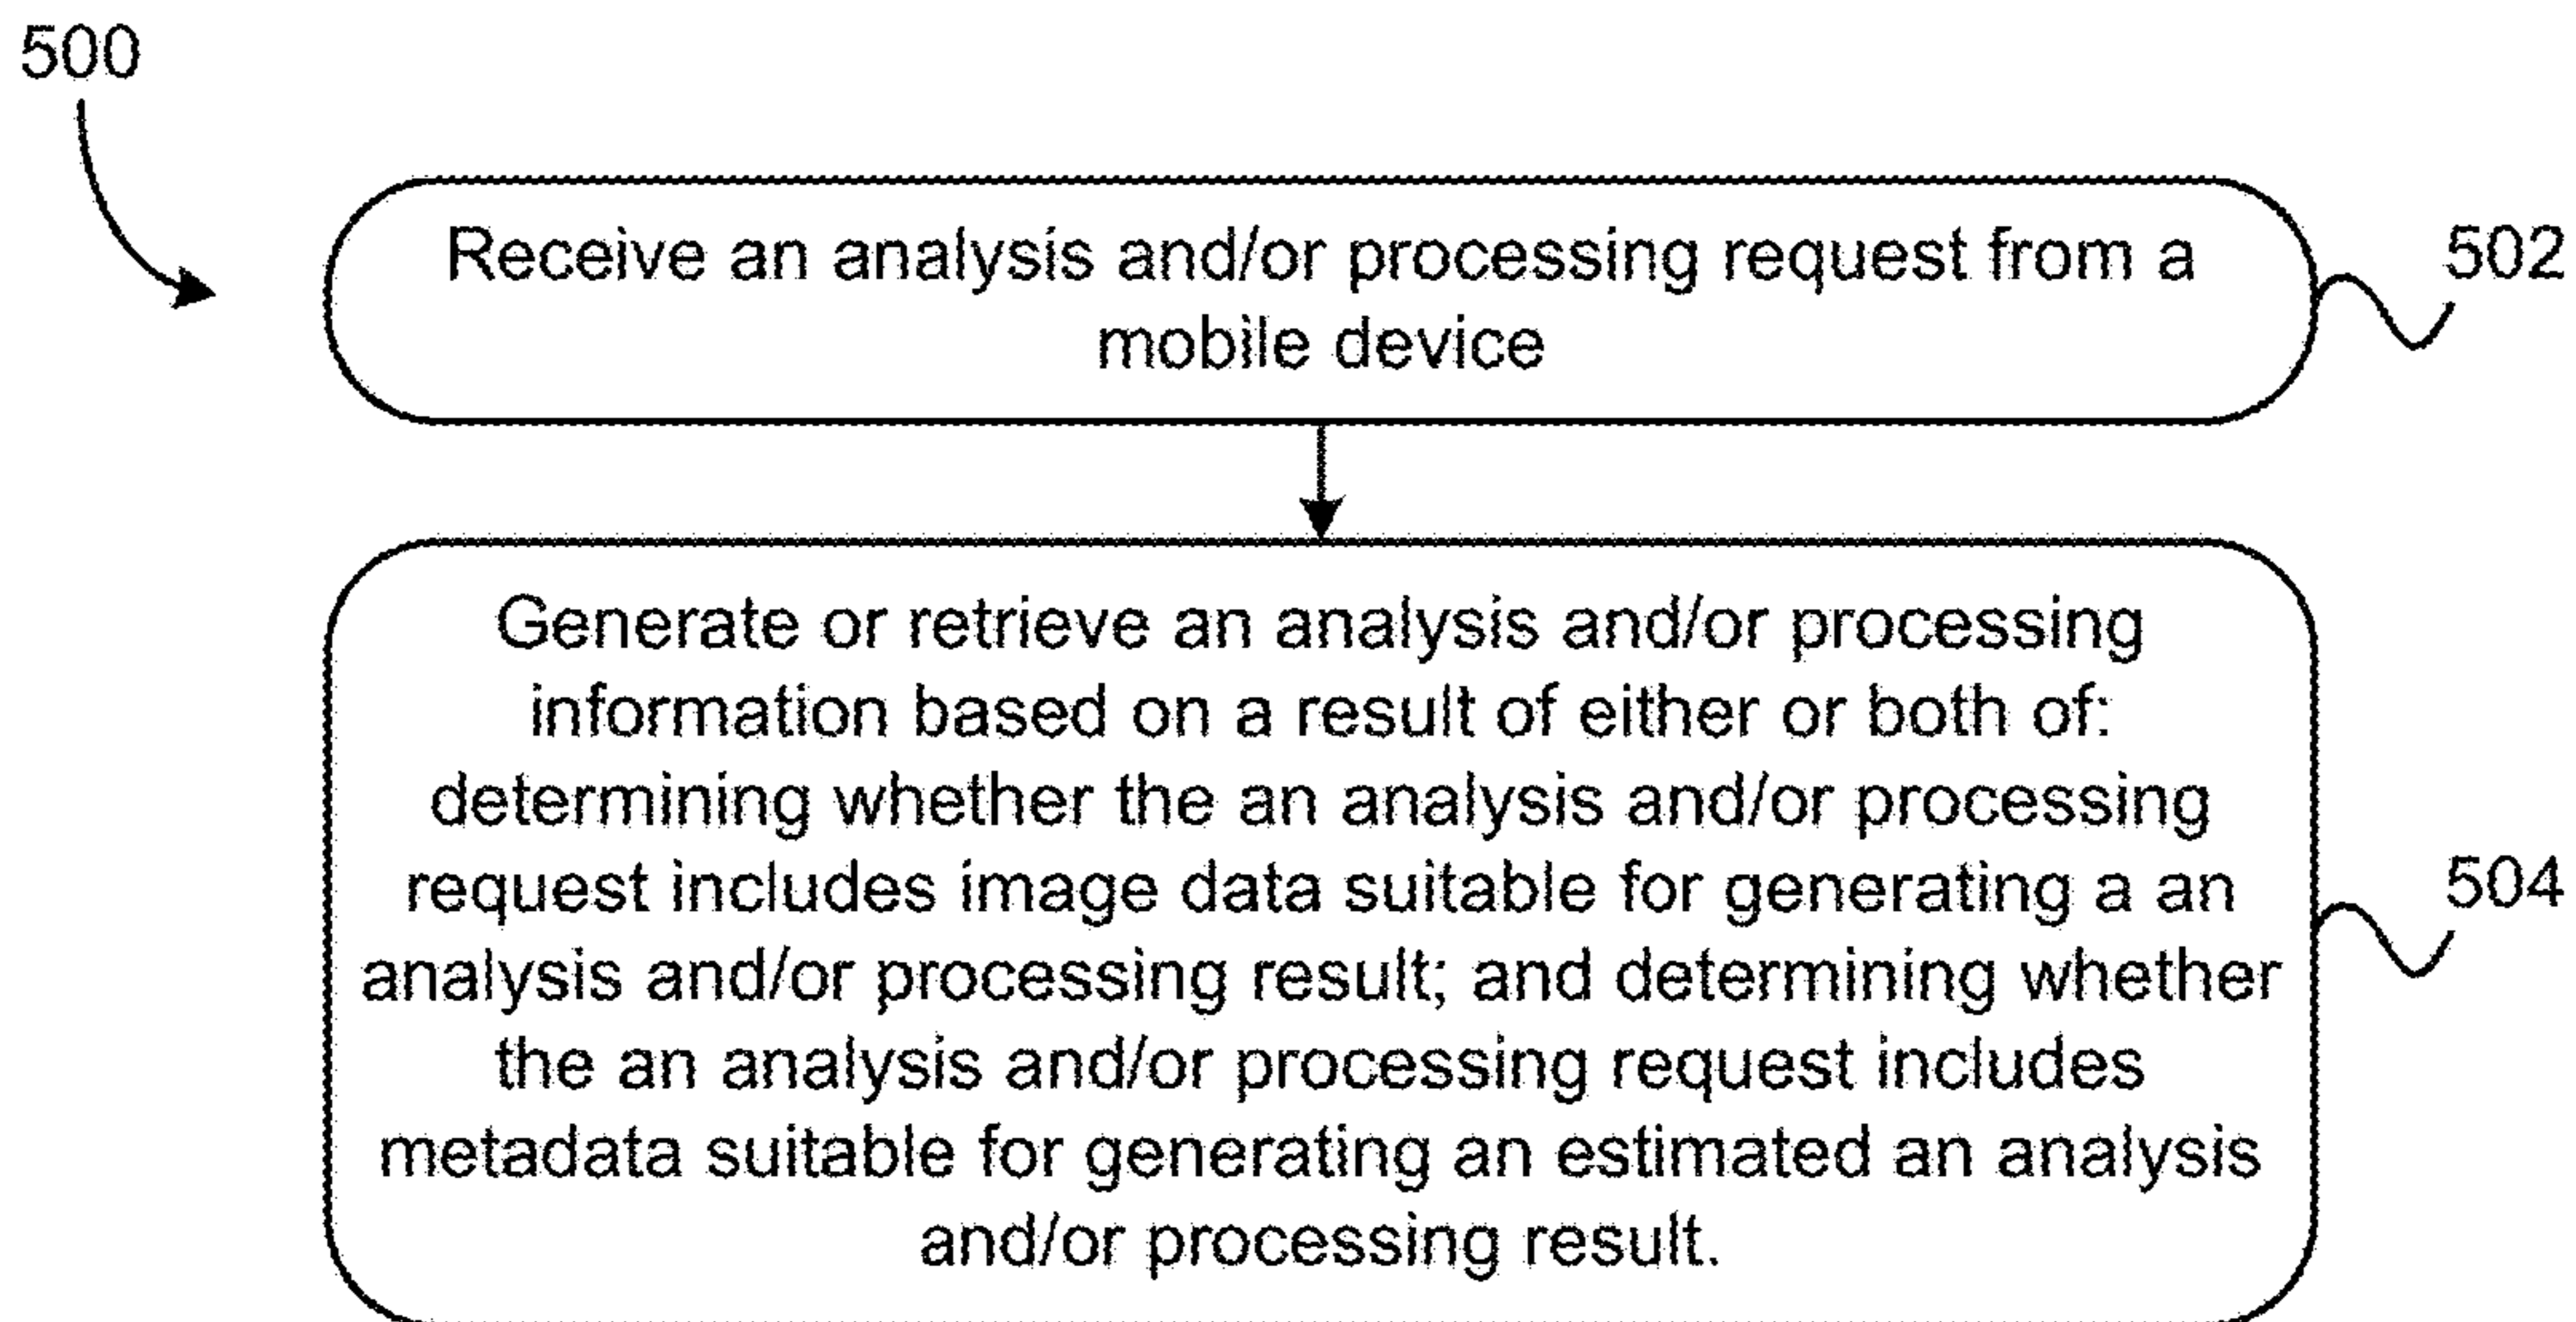 500
Receive an analysis and/or processing request from a
mobile device
502
Generate or retrieve an analysis and/or processing
information based on a result of either or both of:
determining whether the an analysis and/or processing
request includes image data suitable for generating a an
analysis and/or processing result; and determining whether
the an analysis and/or processing request includes
metadata suitable for generating an estimated an analysis
and/or processing result.
504